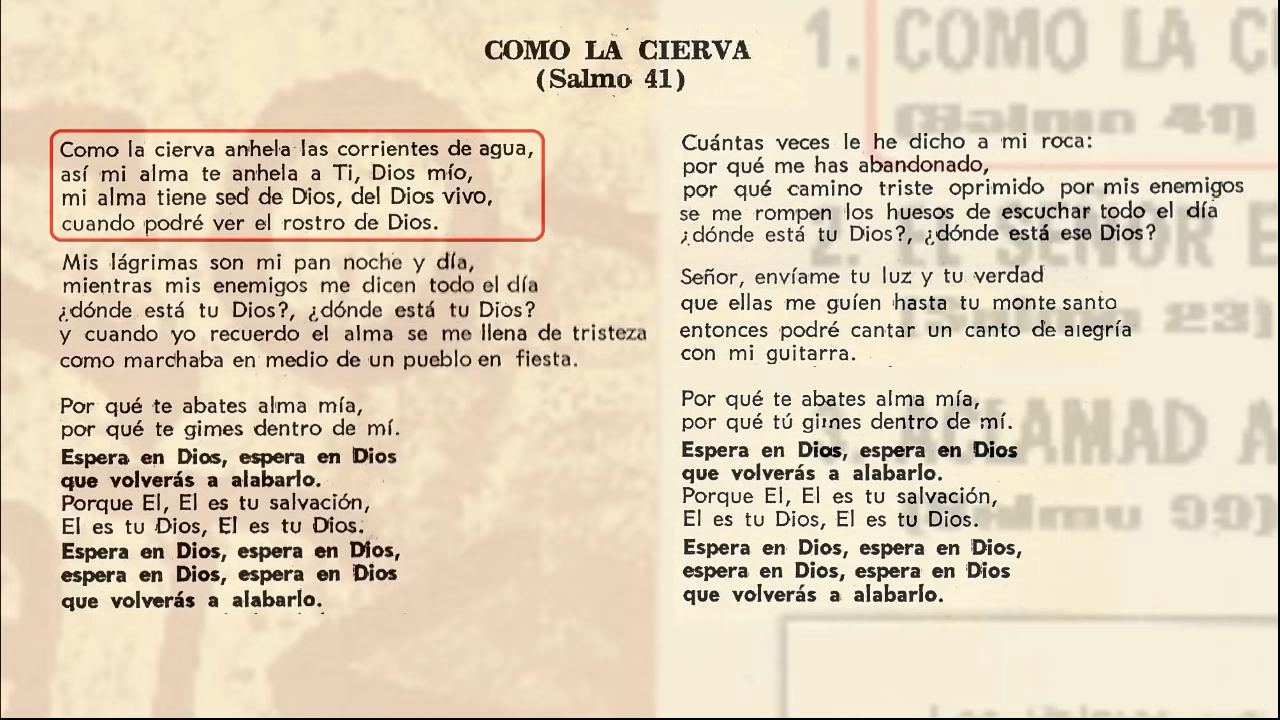 COMO LA CIERVA
(Salmo 41)
Como la cierva anhela las corrientes de agua,
así mi alma te anhela a Ti, Dios mío,
mi alma tiene sed de Dios, del Dios vivo,
cuando podré ver el rostro de Dios.
Mis lágrimas son mi pan noche y día,
mientras mis enemigos me dicen todo el día
¿dónde está tu Dios?, ¿dónde está tu Dios?
y cuando yo recuerdo el alma se me llena de tristeza
como marchaba en medio de un pueblo en fiesta.
Por qué te abates alma mía,
por qué te gimes dentro de mí.
Espera en Dios, espera en Dios
que volverás a alabarlo.
Porque El, El es tu salvación,
El es tu Dios, El es tu Dios.
Espera en Dios, espera en Dios,
espera en Dios, espera en Dios
que volverás a alabarlo.
Cuántas veces le he dicho a mi roca:
por qué me has abandonado,
por qué camino triste oprimido por mis enemigos
se me rompen los huesos de escuchar todo el día
¿dónde está tu Dios?, ¿dónde está ese Dios?
Señor, envíame tu luz y tu verdad
que ellas me guíen hasta tu monte santo
entonces podré cantar un canto de alegría
con mi guitarra.
Por qué te abates alma mía,
por qué tú gimes dentro de mí.
Espera en Dios, espera en Dios
que volverás a alabarlo.
Porque El, El es tu salvación,
El es tu Dios, El es tu Dios.
Espera en Dios, espera en Dios,
espera en Dios, espera en Dios
que volverás a alabarlo.
1. COMO LA CI
(Salmo 41)
2. EL SEÑOR E
23)
AMAD A
99)